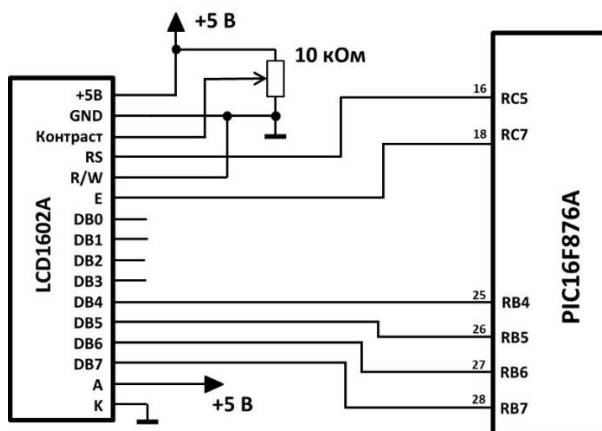 +5 В
10 кОм
LCD1602A
+5В
GND
Контраст
RS
R/W
E
DB0
DB1
DB2
DB3
DB4
DB5
DB6
DB7
A
K
+5 В
16
RC5
18
RC7
25
RB4
26
RB5
27
RB6
28
RB7
PIC16F876A